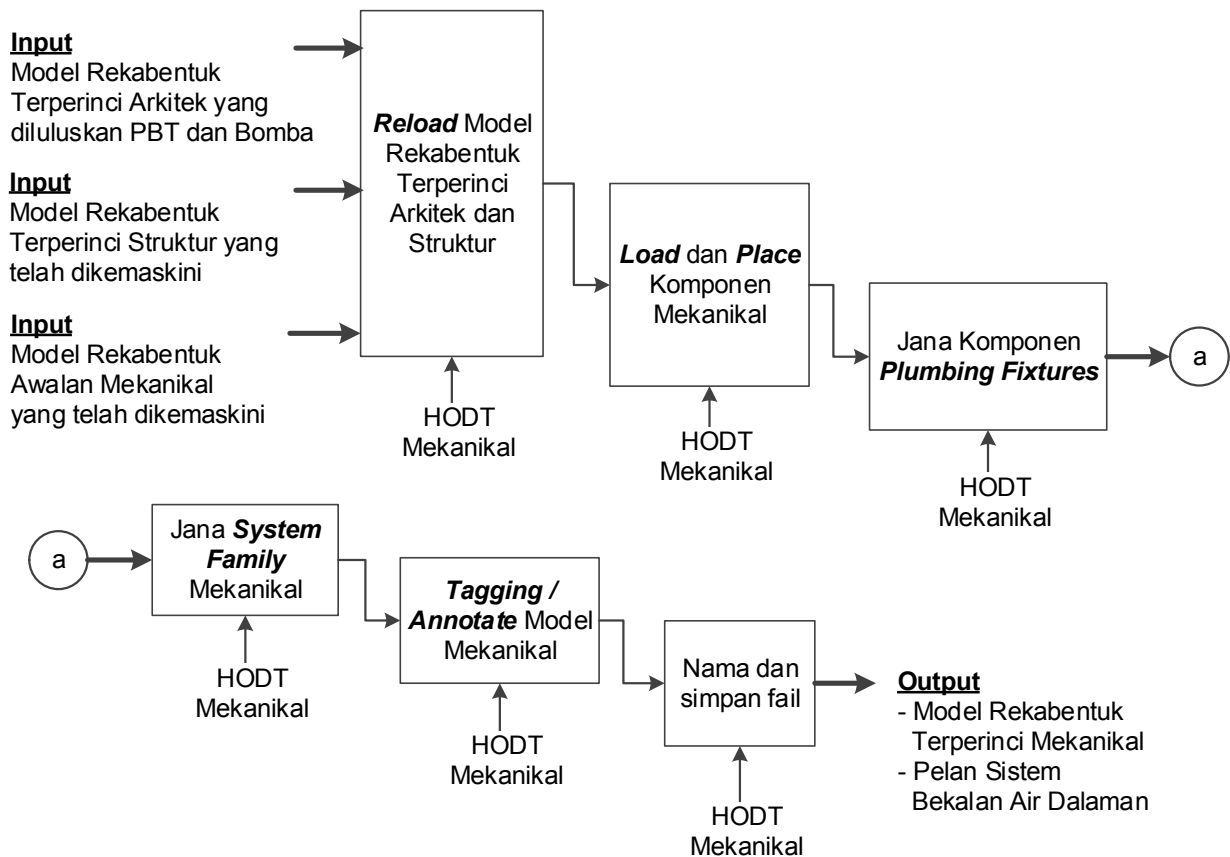 Input
Model Rekabentuk
Terperinci Arkitek yang
diluluskan PBT dan Bomba
Input
Model Rekabentuk
Terperinci Struktur yang
telah dikemaskini
Input
Model Rekabentuk
Awalan Mekanikal
yang telah dikemaskini
Reload Model
Rekabentuk
Terperinci
Arkitek dan
Struktur
HODT
Mekanikal
Load dan Place
Komponen
Mekanikal
HODT
Mekanikal
Jana Komponen
Plumbing Fixtures
HODT
Mekanikal
a
a
Jana System
Family
Mekanikal
HODT
Mekanikal
Tagging /
Annotate Model
Mekanikal
HODT
Mekanikal
Nama dan
simpan fail
HODT
Mekanikal
Output
- Model Rekabentuk
Terperinci Mekanikal
- Pelan Sistem
Bekalan Air Dalaman